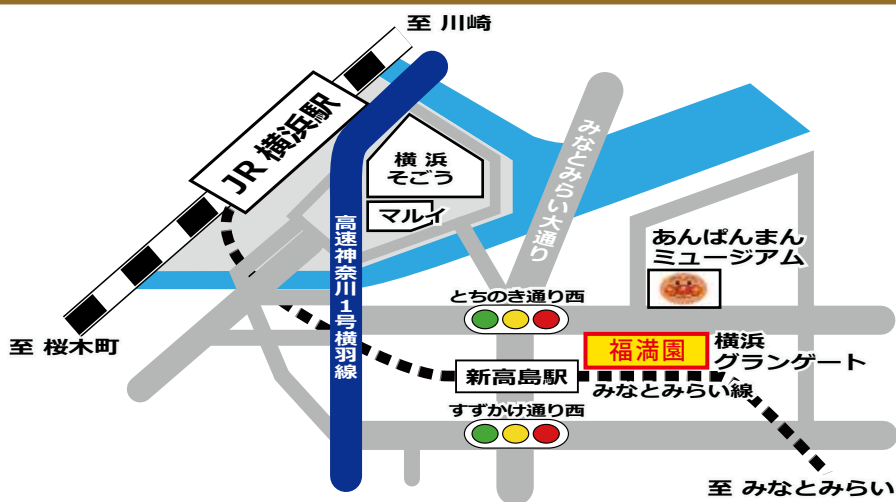 至 川崎
JR 横浜駅
みなとみらい大通り
横 浜
そごう
マルイ
高速神奈川1号横羽線
あんぱんまん
ミュージアム
とちのき通り西
至 桜木町
福満園
横浜
グランゲート
新高島駅
みなとみらい線
すずかけ通り西
至 みなとみらい